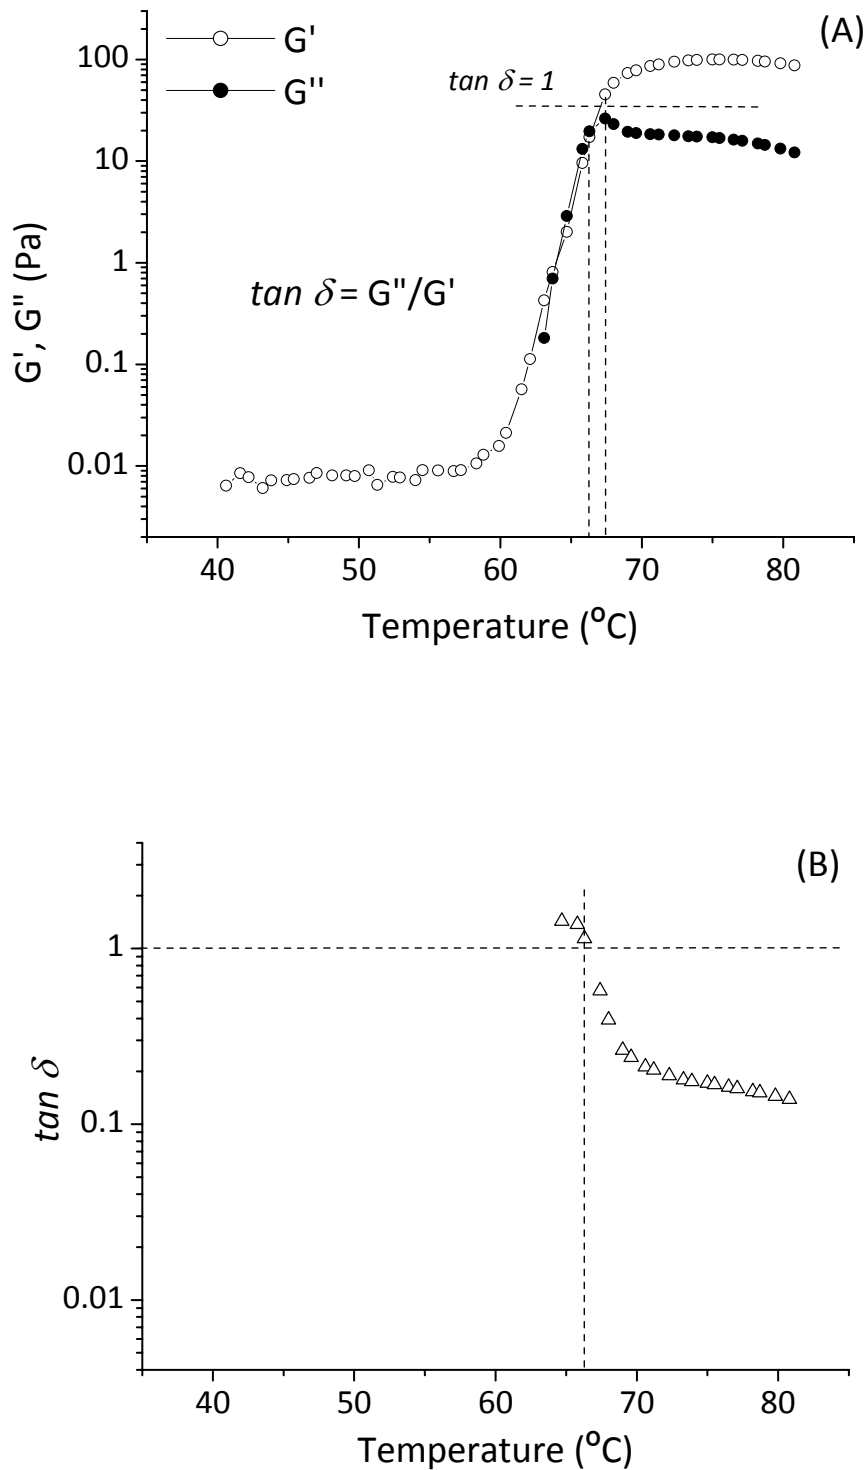 (A)
G'
G''
tan δ = 1
100
10
1
0.1
0.01
G', G'' (Pa)
tan δ = G''/G'
40 50 60 70 80
Temperature (°C)
(B)
1
0.1
0.01
tan δ
40 50 60 70 80
Temperature (°C)